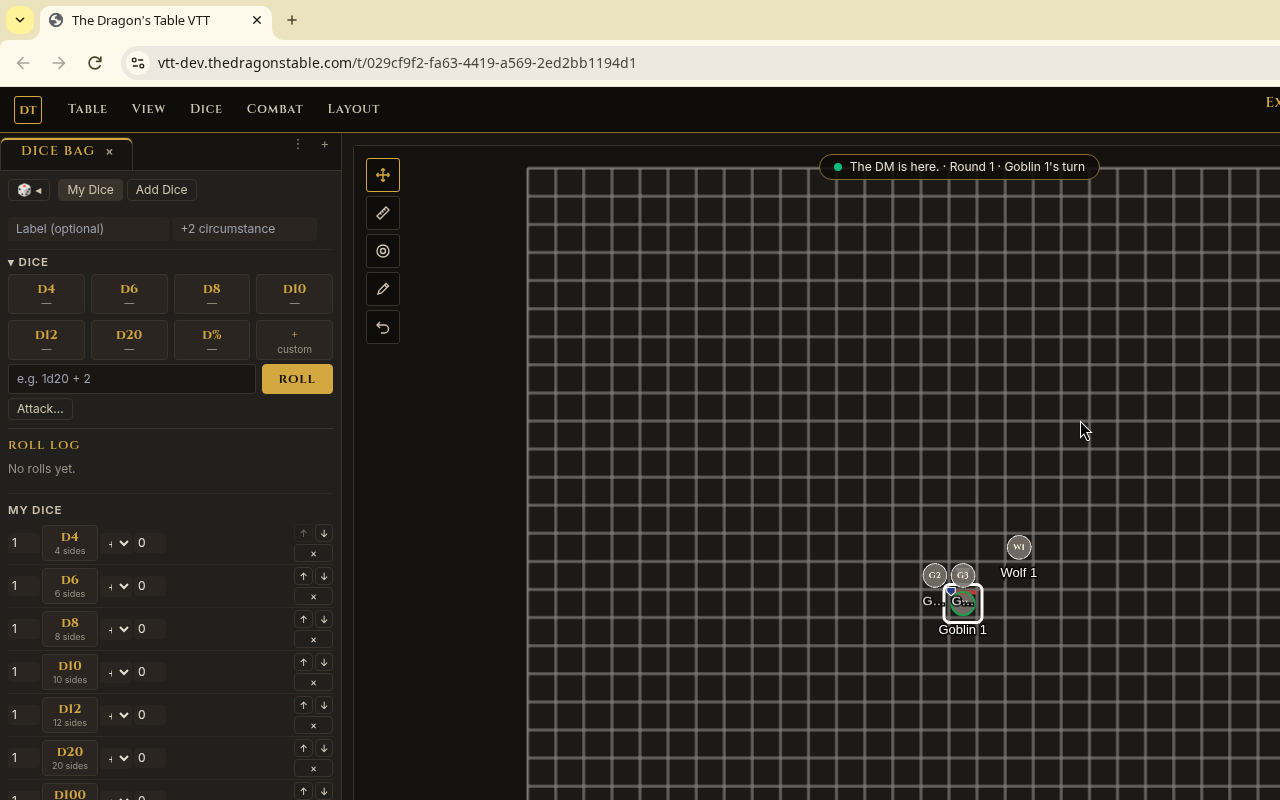 The Dragon's Table VTT
vtt-dev.thedragonstable.com/t/029cf9f2-fa63-4419-a569-2ed2bb1194d1
DT
TABLE
VIEW
DICE
COMBAT
LAYOUT
DICE BAG
My Dice
Add Dice
Label (optional)
+2 circumstance
DICE
D4
—
D6
—
D8
—
D10
—
D12
—
D20
—
D%
—
+
custom
e.g. 1d20 + 2
ROLL
Attack...
ROLL LOG
No rolls yet.
MY DICE
1 D4 4 sides 0
1 D6 6 sides 0
1 D8 8 sides 0
1 D10 10 sides 0
1 D12 12 sides 0
1 D20 20 sides 0
D100
The DM is here. · Round 1 · Goblin 1's turn
W1
Wolf 1
G2
G3
G...
G...
Goblin 1